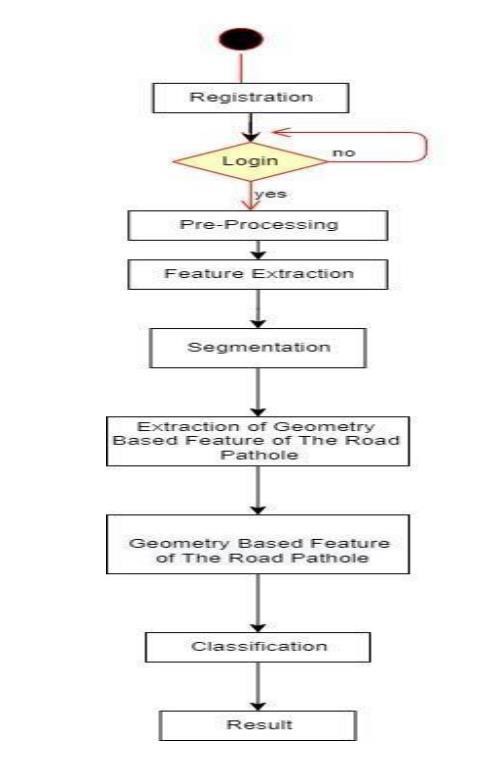 Registration
Login
no
yes
Pre-Processing
Feature Extraction
Segmentation
Extraction of Geometry
Based Feature of The Road
Pathole
Geometry Based Feature
of The Road Pathole
Classification
Result